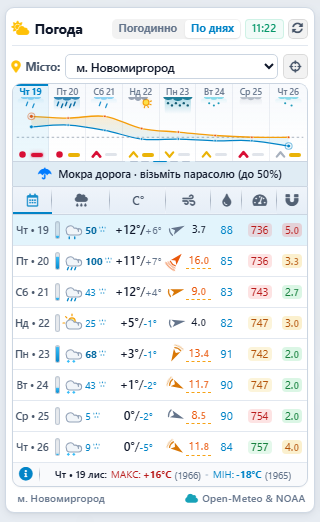 Погода Погодинно По днях 11:22
Місто: м. Новомиргород
Чт 19 Пт 20 Сб 21 Нд 22 Пн 23 Вт 24 Ср 25 Чт 26
Мокра дорога · візьміть парасолю (до 50%)
C°
Чт • 19 50 +12°/+6° 3.7 88 736 5.0
Пт • 20 100 +11°/+7° 16.0 85 736 3.3
Сб • 21 43 +12°/+4° 9.0 83 743 2.7
Нд • 22 25 +5°/-1° 4.0 82 747 3.0
Пн • 23 68 +3°/-1° 13.4 91 742 2.0
Вт • 24 43 +1°/-2° 11.7 90 747 2.0
Ср • 25 5 0°/-2° 8.5 90 754 2.0
Чт • 26 9 0°/-5° 11.8 84 757 4.0
Чт • 19 лис: МАКС: +16°C (1966) - МІН: -18°C (1965)
м. Новомиргород Open-Meteo & NOAA